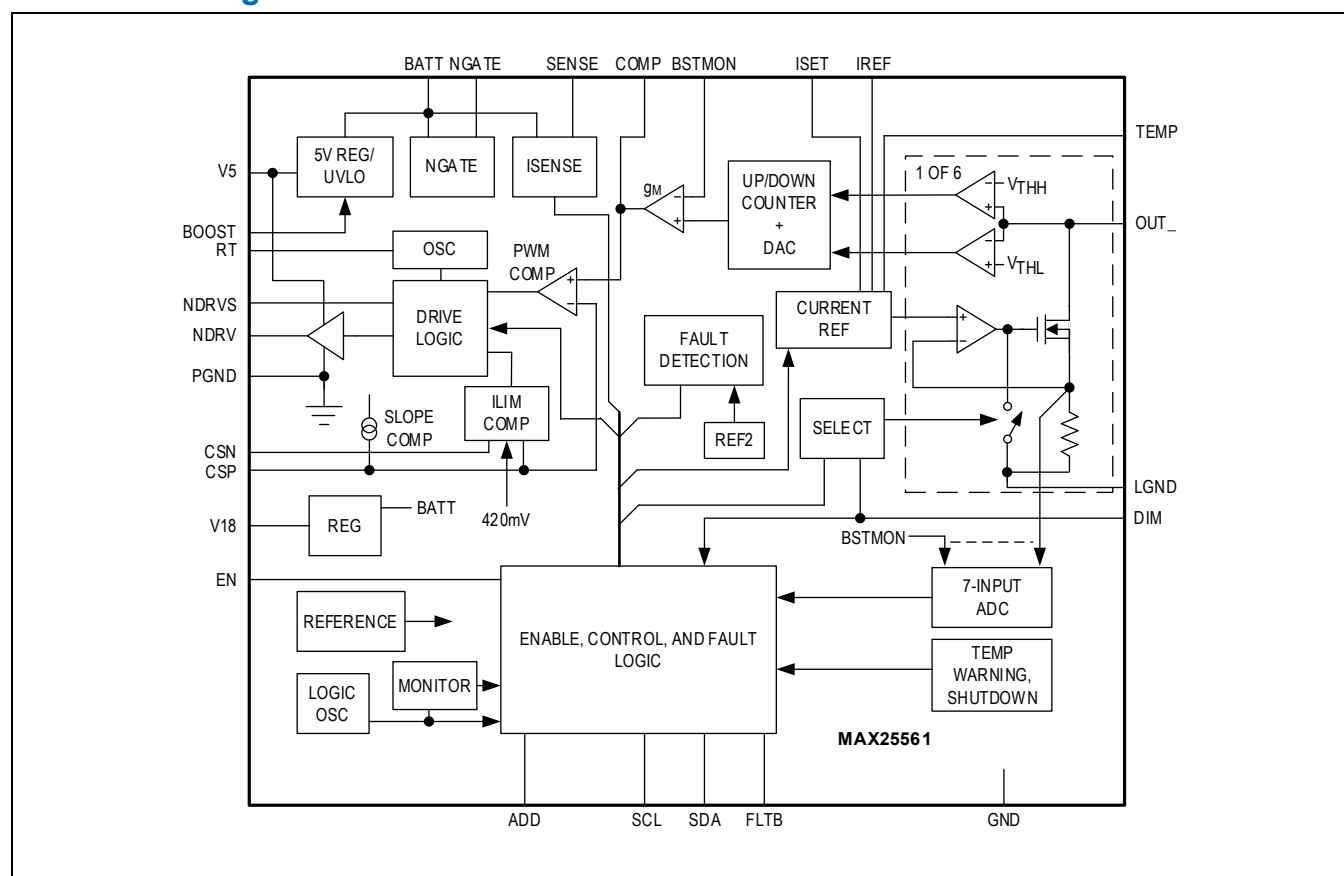 BATT NGATE SENSE COMP BSTMON ISET IREF
TEMP
V5
5V REG/
UVLO
NGATE
ISENSE
gM
UP/DOWN
COUNTER
+
DAC
1 OF 6
-
VTHH
+
OUT_
-
+
VTHL
-
+
BOOST
RT
OSC
PWM
COMP
+
-
NDRVS
NDRV
DRIVE
LOGIC
FAULT
DETECTION
CURRENT
REF
+
-
PGND
SLOPE
COMP
ILIM
COMP
REF2
SELECT
CSN
CSP
420mV
LGND
V18
REG
BATT
DIM
BSTMON
EN
REFERENCE
ENABLE, CONTROL, AND FAULT
LOGIC
7-INPUT
ADC
LOGIC
OSC
MONITOR
TEMP
WARNING,
SHUTDOWN
MAX25561
ADD SCL SDA FLTB GND